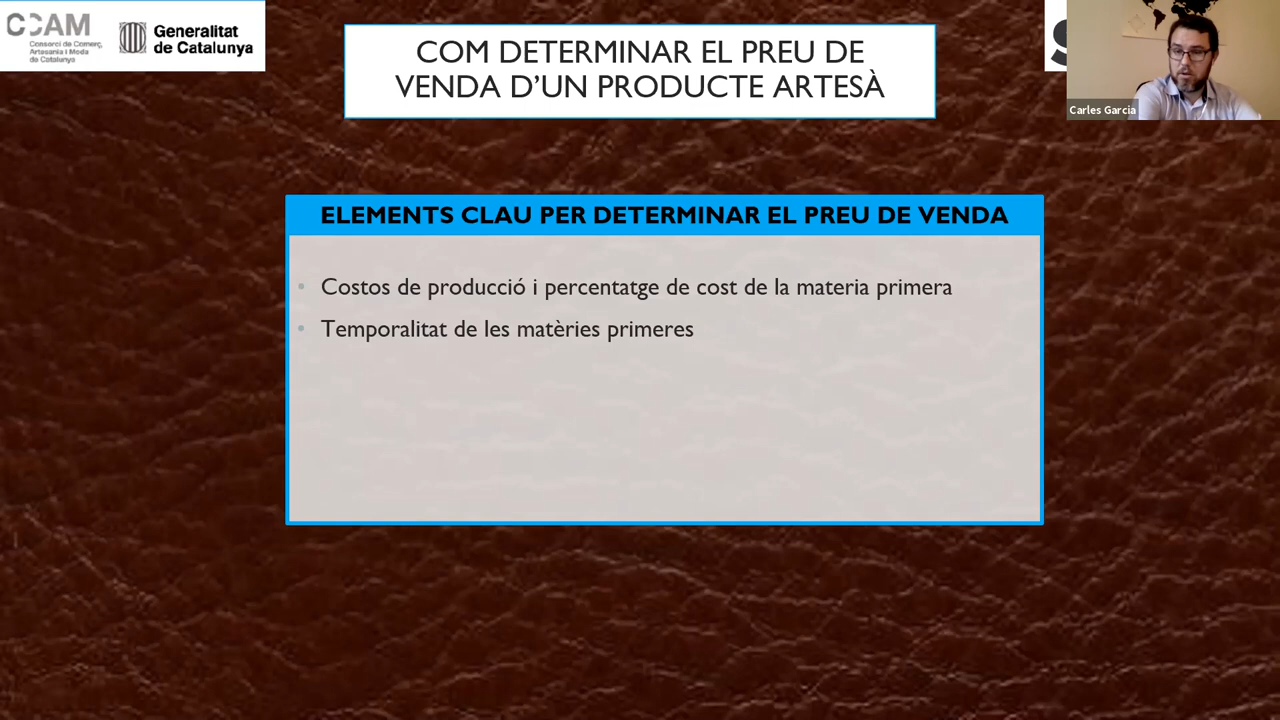 CCAM
Consorci de Comerç,
Artesania i Moda
de Catalunya
Generalitat
de Catalunya
COM DETERMINAR EL PREU DE
VENDA D’UN PRODUCTE ARTESÀ
Carles Garcia
ELEMENTS CLAU PER DETERMINAR EL PREU DE VENDA
• Costos de producció i percentatge de cost de la materia primera
• Temporalitat de les matèries primeres